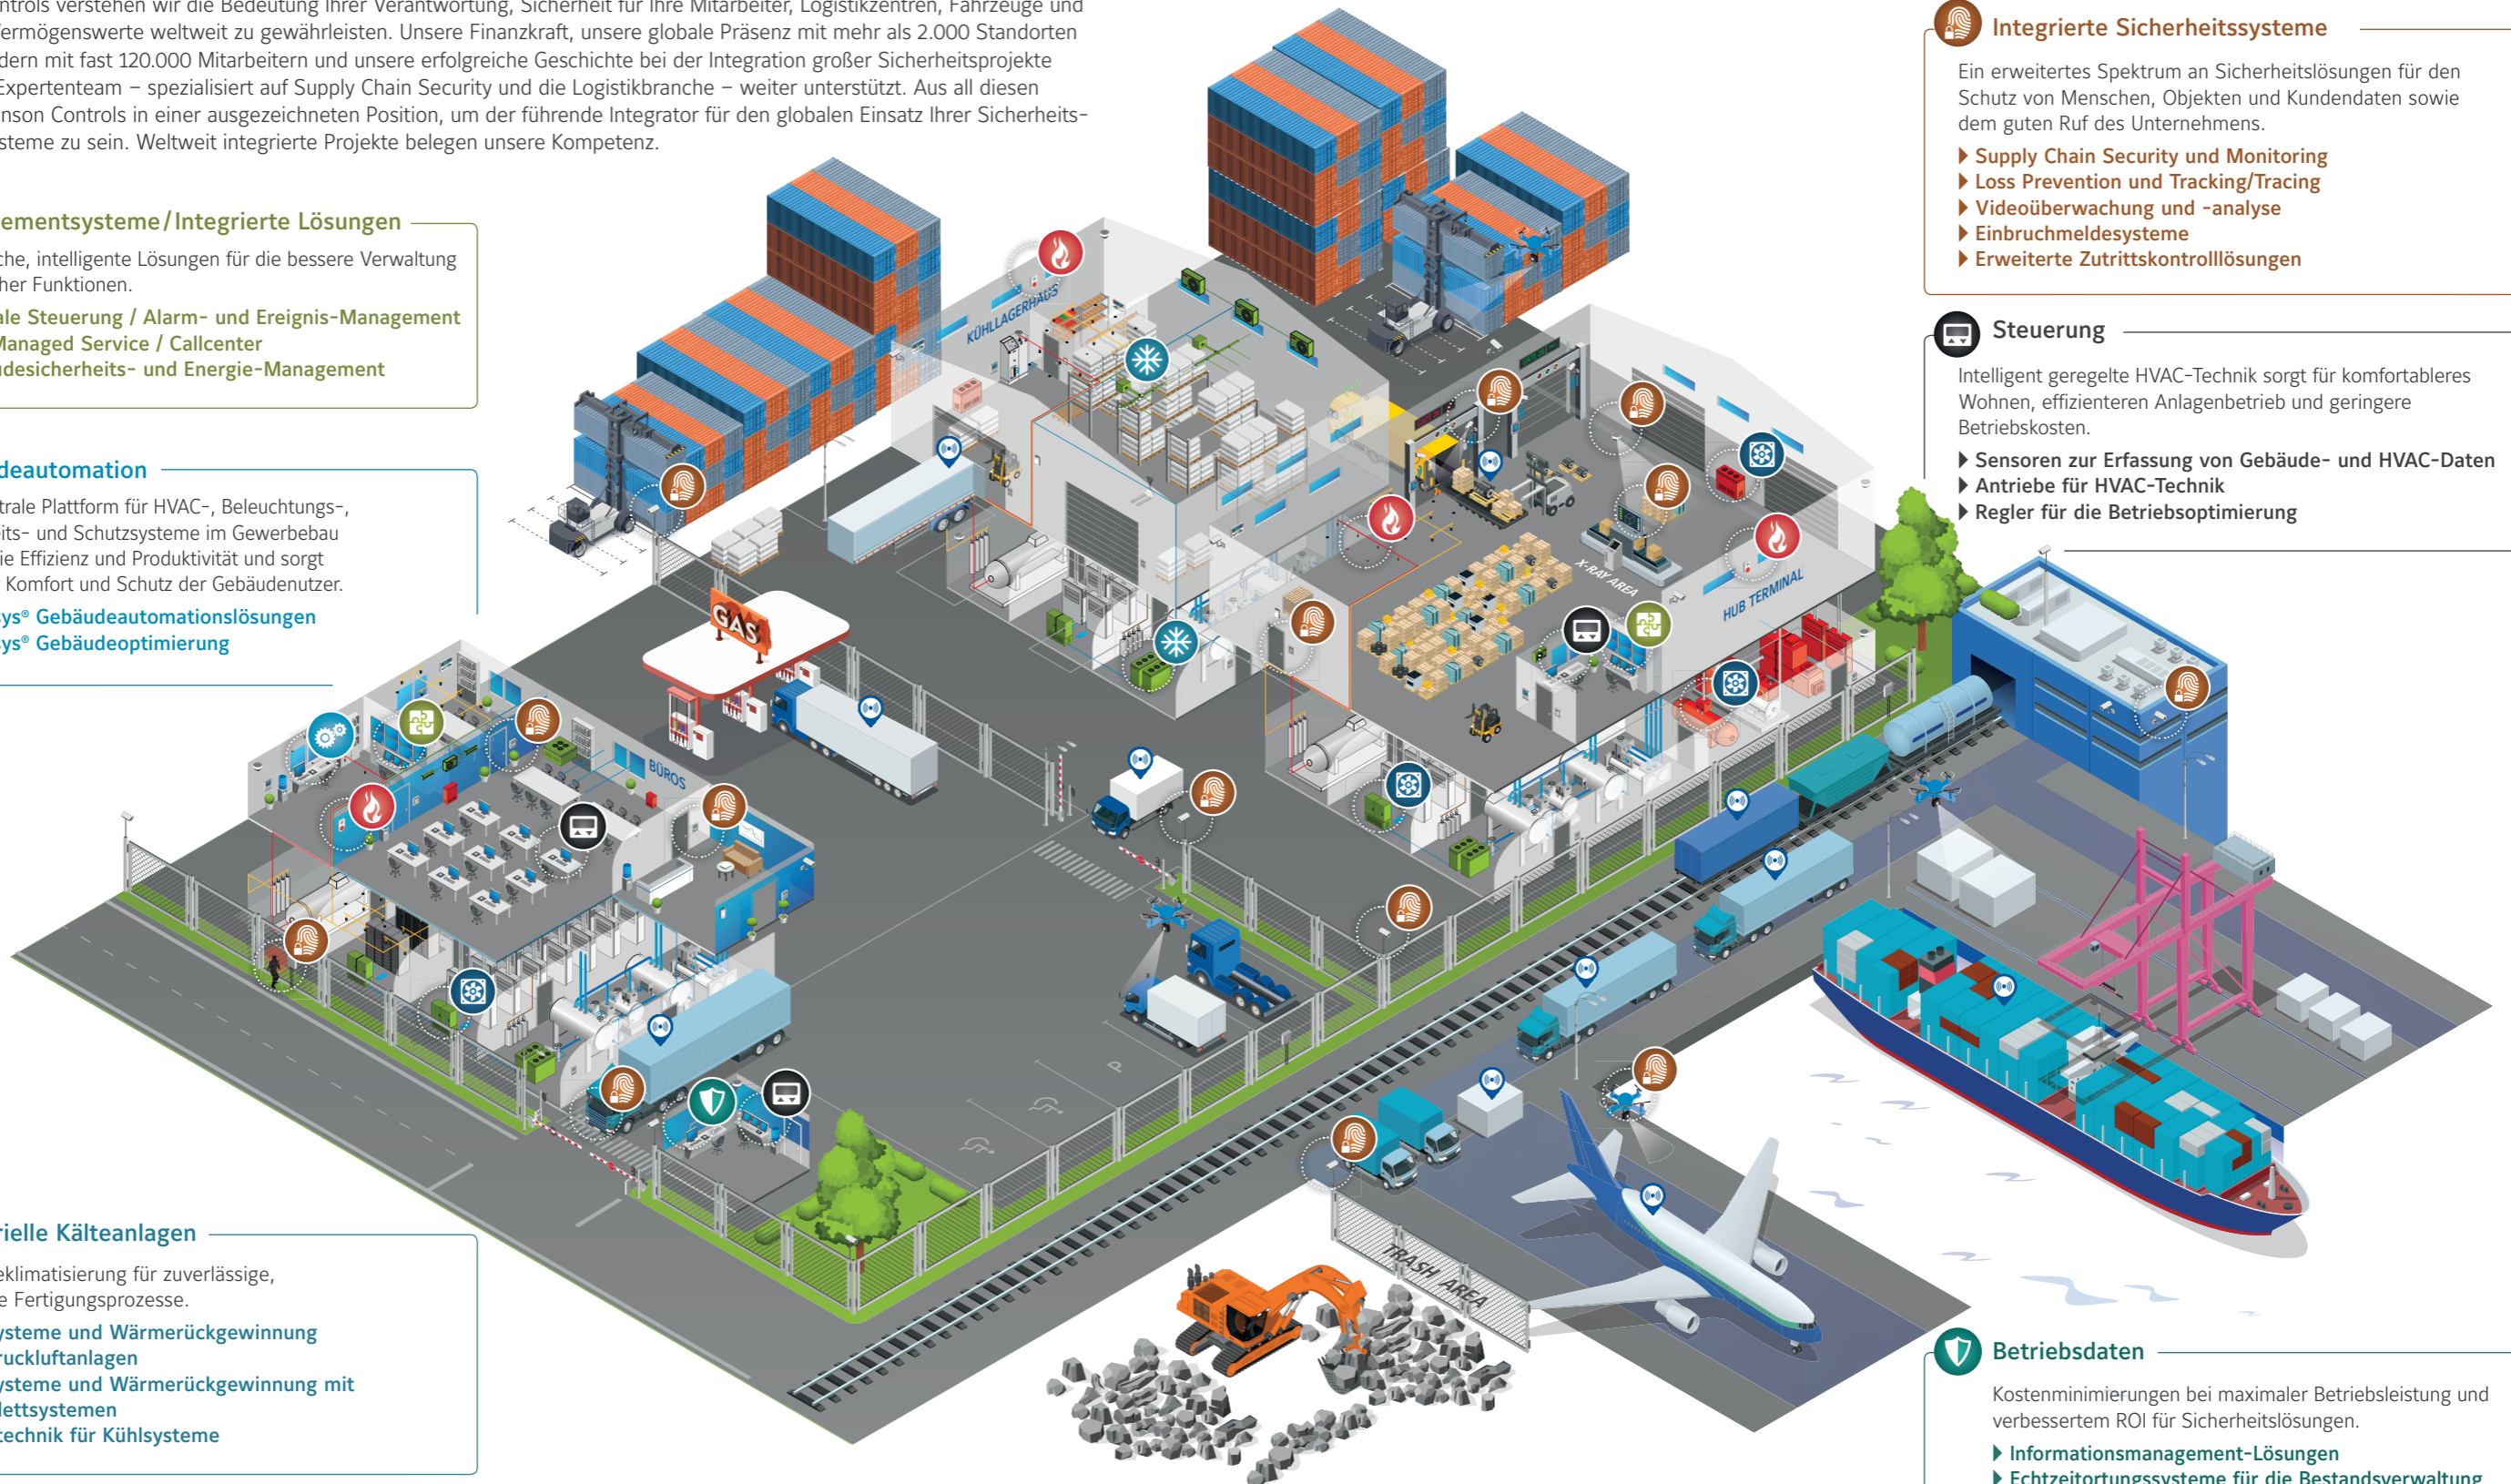 ntrols verstehen wir die Bedeutung Ihrer Verantwortung, Sicherheit für Ihre Mitarbeiter, Logistikzentren, Fahrzeuge und
Vermögenswerte weltweit zu gewährleisten. Unsere Finanzkraft, unsere globale Präsenz mit mehr als 2.000 Standorten
dern mit fast 120.000 Mitarbeitern und unsere erfolgreiche Geschichte bei der Integration großer Sicherheitsprojekte
Expertenteam – spezialisiert auf Supply Chain Security und die Logistikbranche – weiter unterstützt. Aus all diesen
nson Controls in einer ausgezeichneten Position, um der führende Integrator für den globalen Einsatz Ihrer Sicherheits-
steme zu sein. Weltweit integrierte Projekte belegen unsere Kompetenz.
ementsysteme/Integrierte Lösungen
che, intelligente Lösungen für die bessere Verwaltung
her Funktionen.
ale Steuerung / Alarm- und Ereignis-Management
Managed Service / Callcenter
udesicherheits- und Energie-Management
deautomation
trale Plattform für HVAC-, Beleuchtungs-,
eits- und Schutzsysteme im Gewerbebau
ie Effizienz und Produktivität und sorgt
r Komfort und Schutz der Gebäudenutzer.
sys® Gebäudeautomationslösungen
sys® Gebäudeoptimierung
rielle Kälteanlagen
eklimatisierung für zuverlässige,
e Fertigungsprozesse.
ysteme und Wärmerückgewinnung
ruckluftanlagen
ysteme und Wärmerückgewinnung mit
lettsystemen
technik für Kühlsysteme
KÜHLLAGERHAUS
X-RAY AREA
HUB TERMINAL
GAS
BÜROS
P
TRASH AREA
Integrierte Sicherheitssysteme
Ein erweitertes Spektrum an Sicherheitslösungen für den
Schutz von Menschen, Objekten und Kundendaten sowie
dem guten Ruf des Unternehmens.
Supply Chain Security und Monitoring
Loss Prevention und Tracking/Tracing
Videoüberwachung und -analyse
Einbruchmeldesysteme
Erweiterte Zutrittskontrolllösungen
Steuerung
Intelligent geregelte HVAC-Technik sorgt für komfortableres
Wohnen, effizienteren Anlagenbetrieb und geringere
Betriebskosten.
Sensoren zur Erfassung von Gebäude- und HVAC-Daten
Antriebe für HVAC-Technik
Regler für die Betriebsoptimierung
Betriebsdaten
Kostenminimierungen bei maximaler Betriebsleistung und
verbessertem ROI für Sicherheitslösungen.
Informationsmanagement-Lösungen
Echtzeitortungssysteme für die Bestandsverwaltung